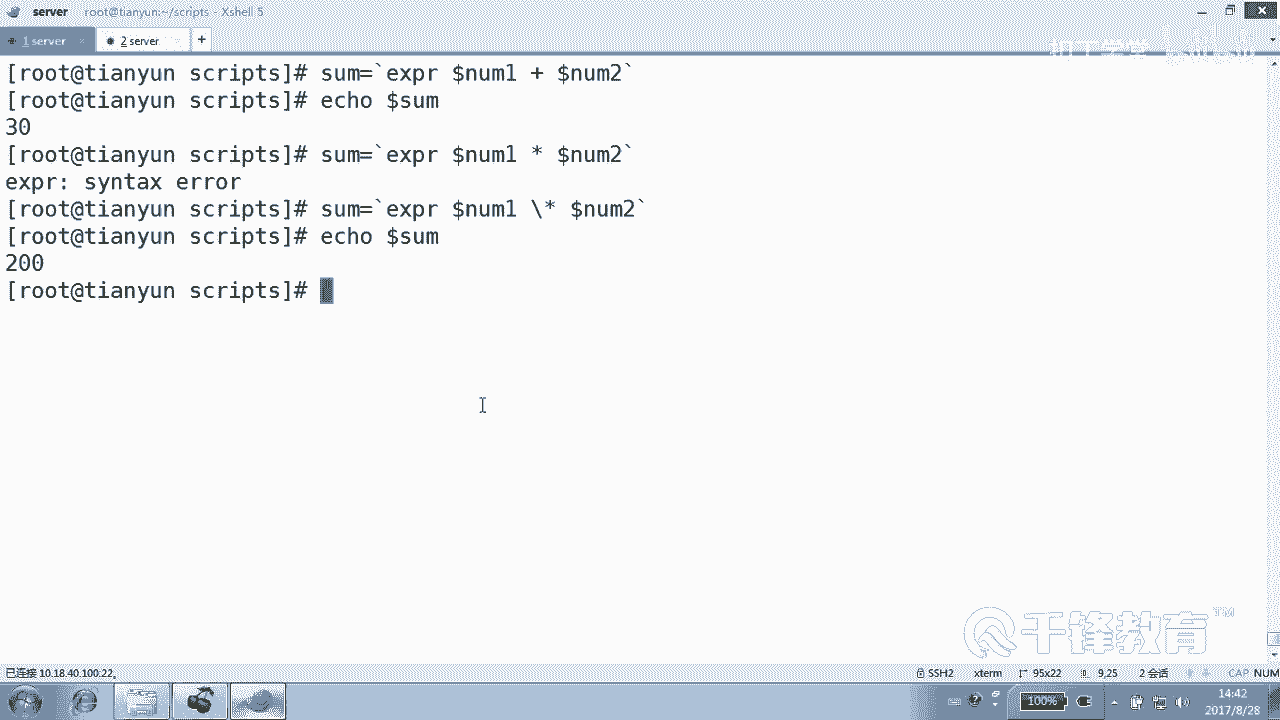 server root@tianyun:~/scripts - Xshell 5
1 server × 2 server × +
[root@tianyun scripts]# sum=`expr $num1 + $num2`
[root@tianyun scripts]# echo $sum
30
[root@tianyun scripts]# sum=`expr $num1 * $num2`
expr: syntax error
[root@tianyun scripts]# sum=`expr $num1 \* $num2`
[root@tianyun scripts]# echo $sum
200
[root@tianyun scripts]#
千锋教育™
已连接 10.18.40.100:22。 SSH2 xterm 95x22 9,25 2 会话 CAP NUM
100% 14:42
2017/8/28